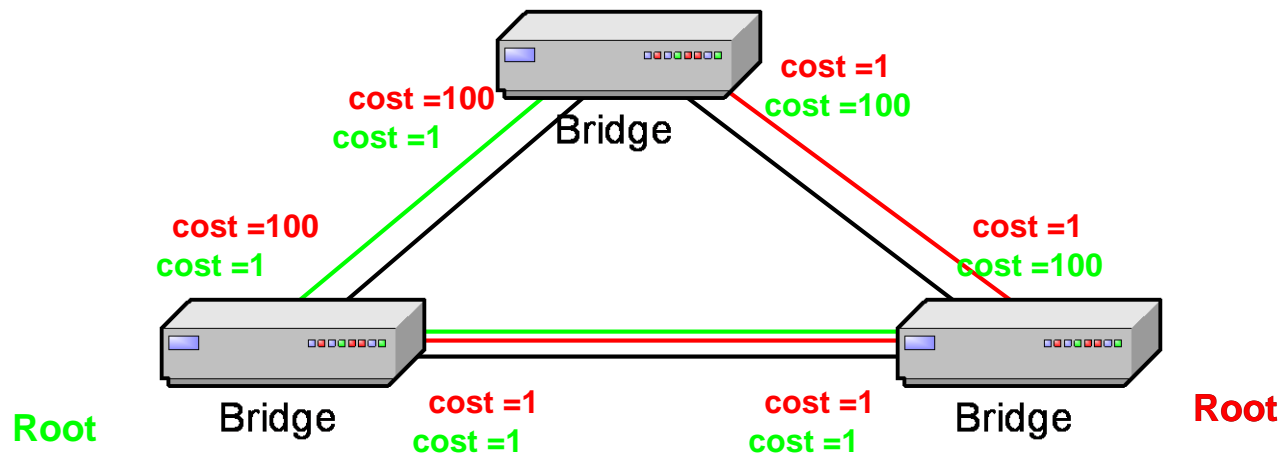 cost =1
cost =100
cost =100
cost =1
Bridge
cost =100
cost =1
cost =1
cost =100
Bridge
Bridge
Root
Root
cost =1
cost =1
cost =1
cost =1